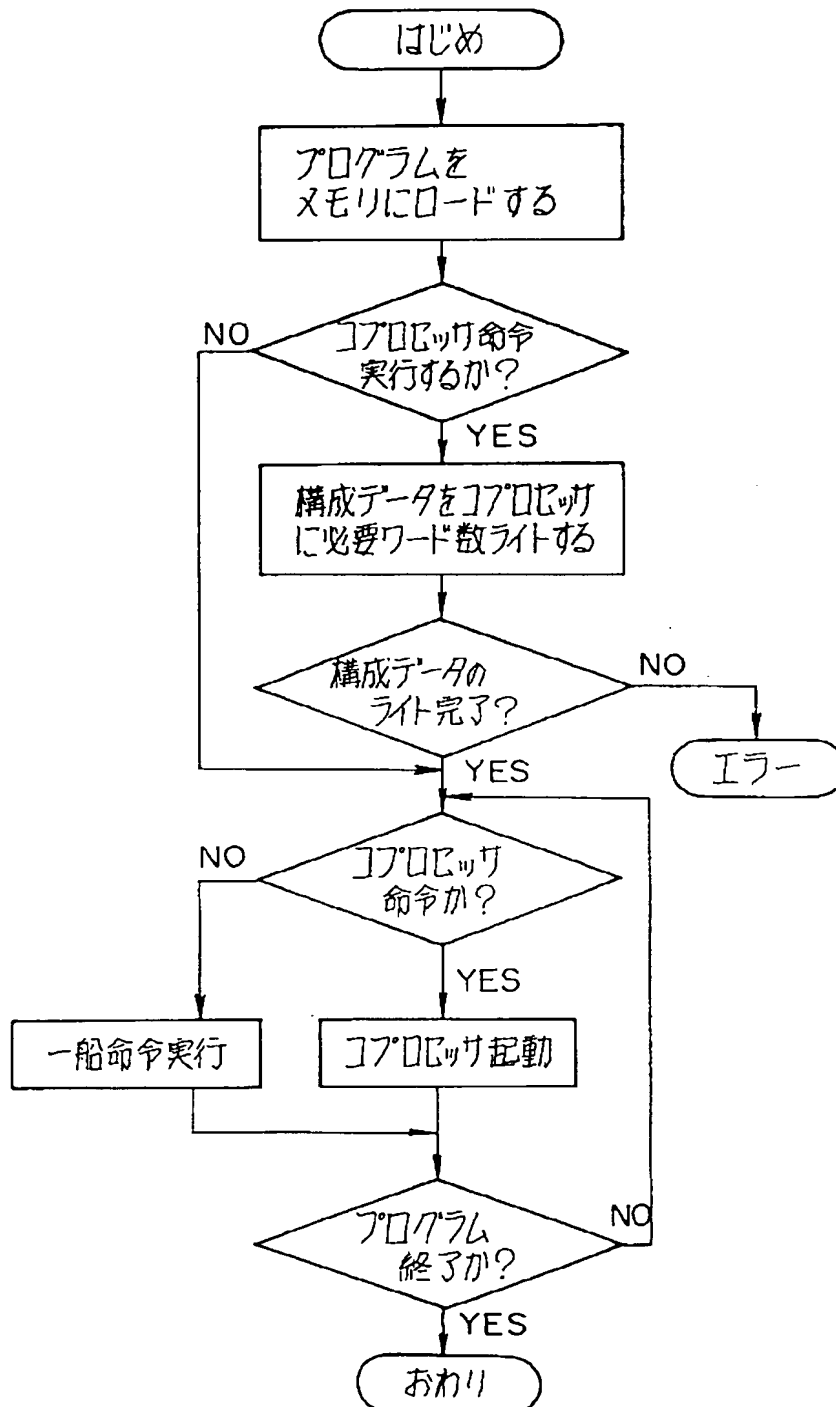 はじめ
プログラムを
メモリにロードする
NO
コプロセッサ命令
実行するか?
YES
構成データをコプロセッサ
に必要ワード数ライトする
構成データの
ライト完了?
NO
YES
エラー
NO
コプロセッサ
命令か?
YES
一船命令実行
コプロセッサ起動
プログラム
終了か?
NO
YES
おわり